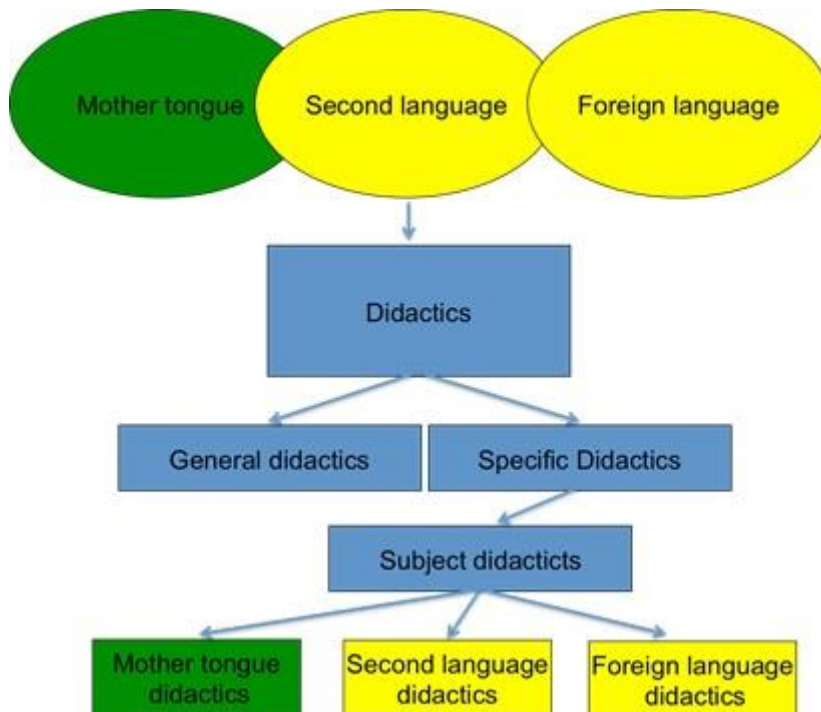 Mother tongue
Second language
Foreign language
Didactics
General didactics
Specific Didactics
Subject didacticts
Mother tongue
didactics
Second language
didactics
Foreign language
didactics